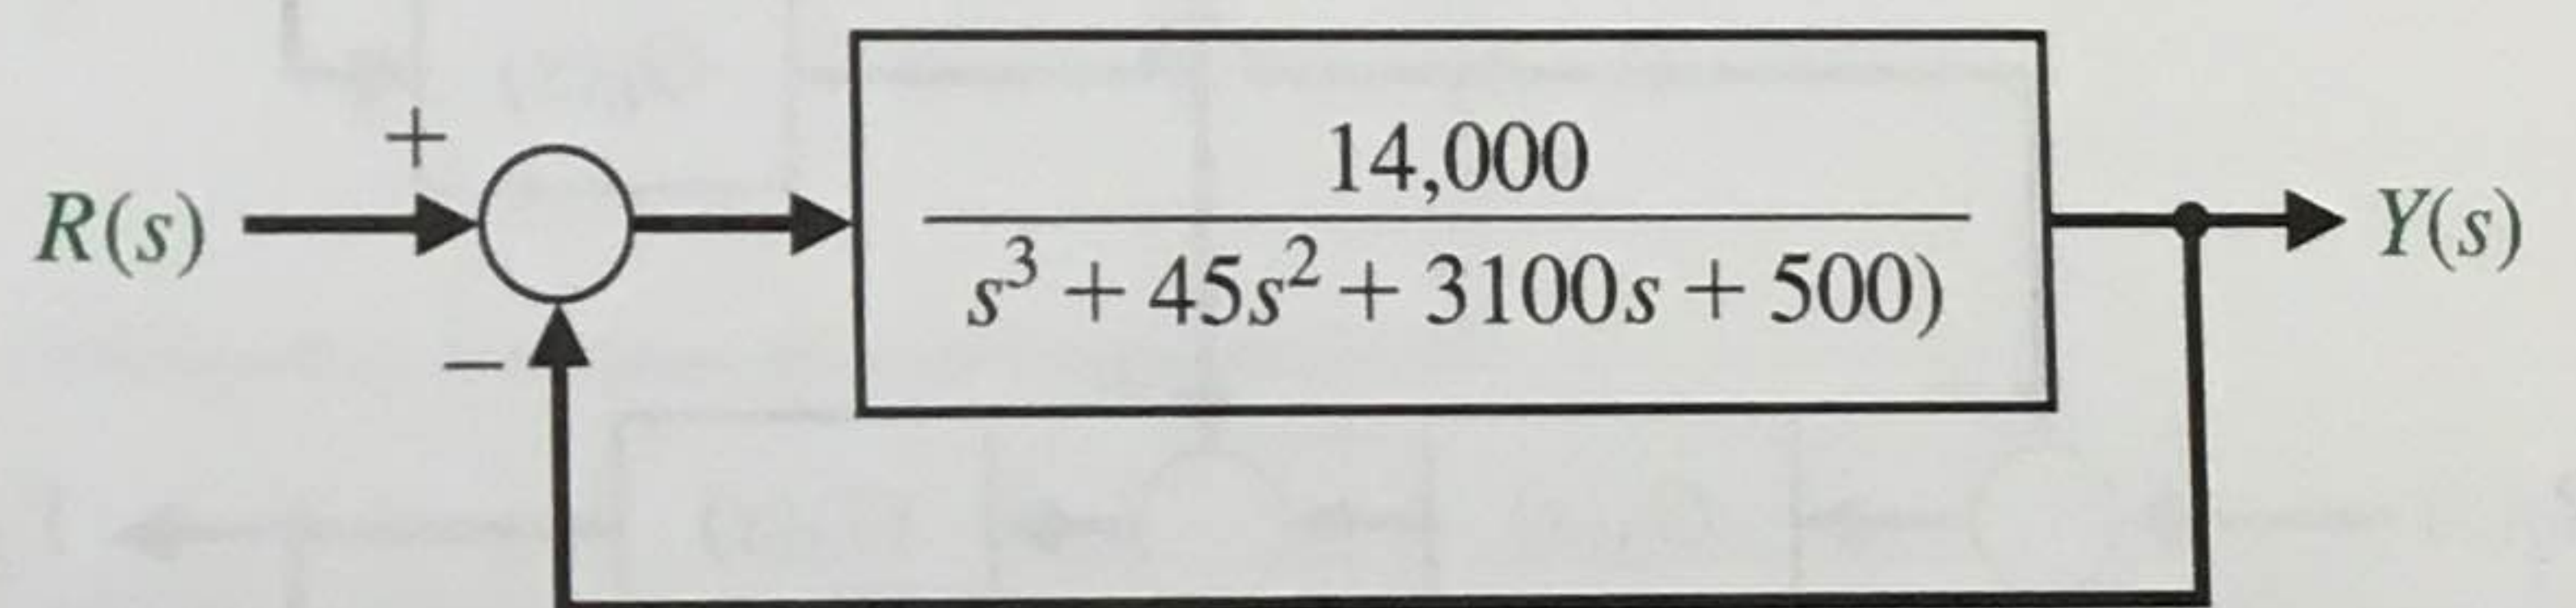 +
R(s)
14,000
s³ + 45s² + 3100s + 500)
Y(s)
−